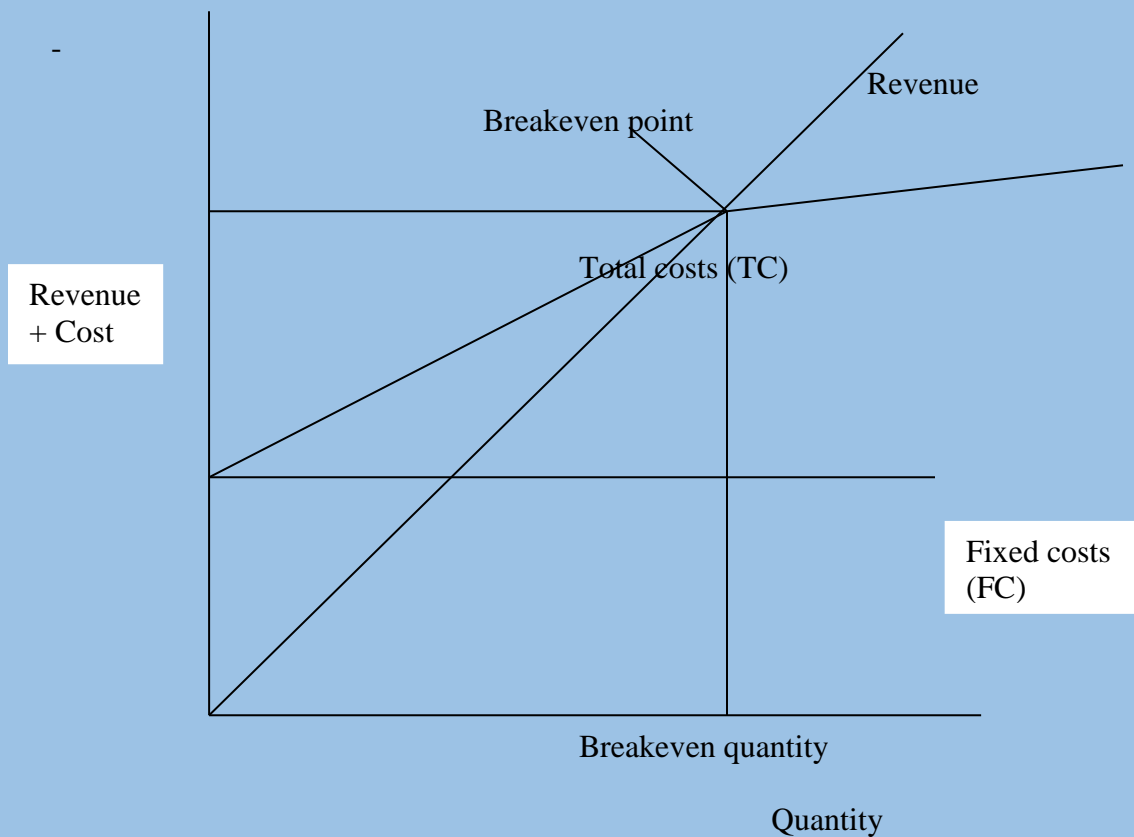 -
Revenue
Breakeven point
Total costs (TC)
Revenue
+ Cost
Fixed costs
(FC)
Breakeven quantity
Quantity